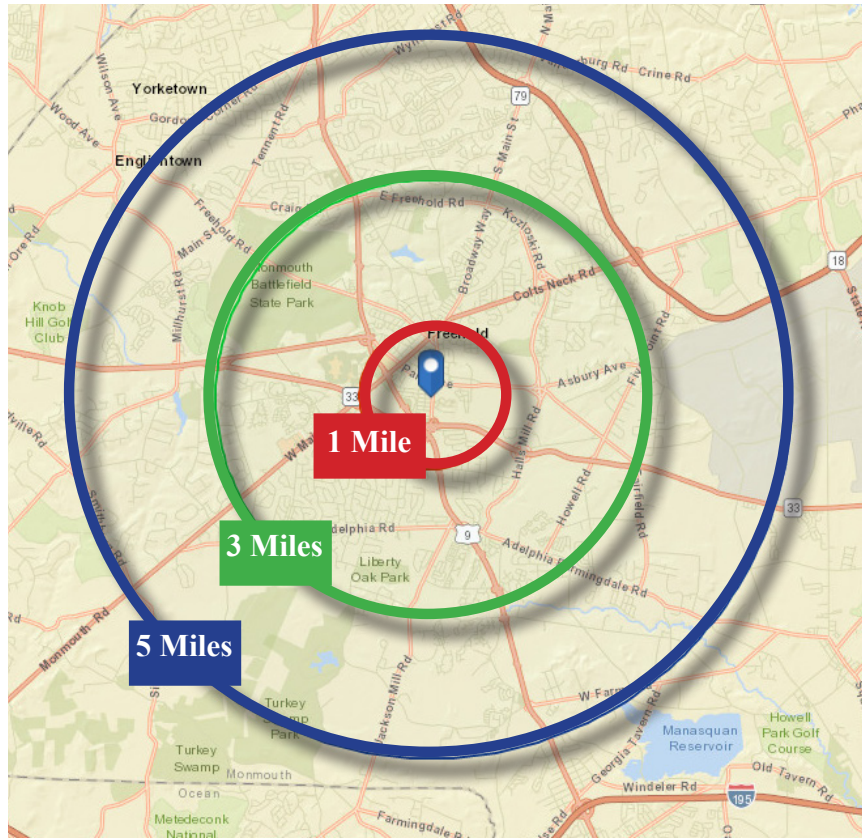 Wilson Ave
Yorketown
Wood Ave
Tennent Rd
79
Crine Rd
Englishtown
S Main St
Freehold Rd
Craig
E Freehold Rd
Main St
Kozloski Rd
Broadway Way
Monmouth
Battlefield
State Park
Colts Neck Rd
18
Millhurst Rd
Knob
Hill Golf
Club
Freehold
Asbury Ave
33
1 Mile
Halls Mill Rd
Howell Rd
3 Miles
9
33
Liberty
Oak Park
Adelphia Farmingdale Rd
Monmouth Rd
5 Miles
Jackson Mill Rd
Turkey
Swamp
Park
Georgia Tavern Rd
Manasquan
Reservoir
Howell
Park Golf
Course
Turkey
Swamp
Monmouth
Ocean
Old Tavern Rd
Windeler Rd
195
Metedeconk
National
Farmingdale Rd